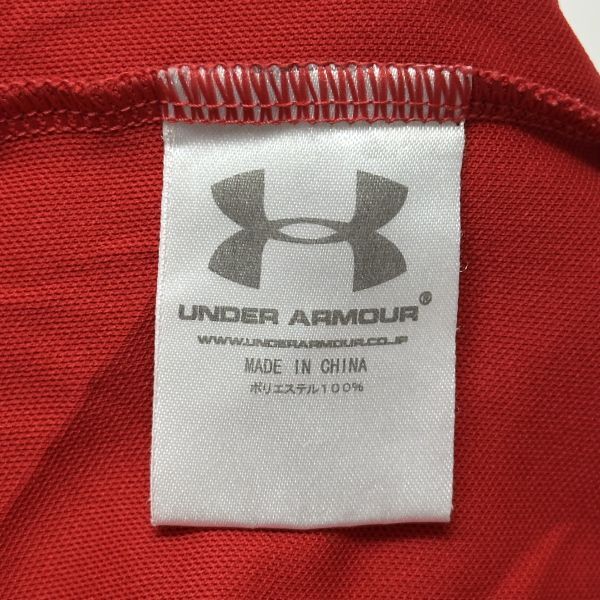 UNDER ARMOUR®
WWW.UNDERARMOUR.CO.JP
MADE IN CHINA
ポリエステル100%